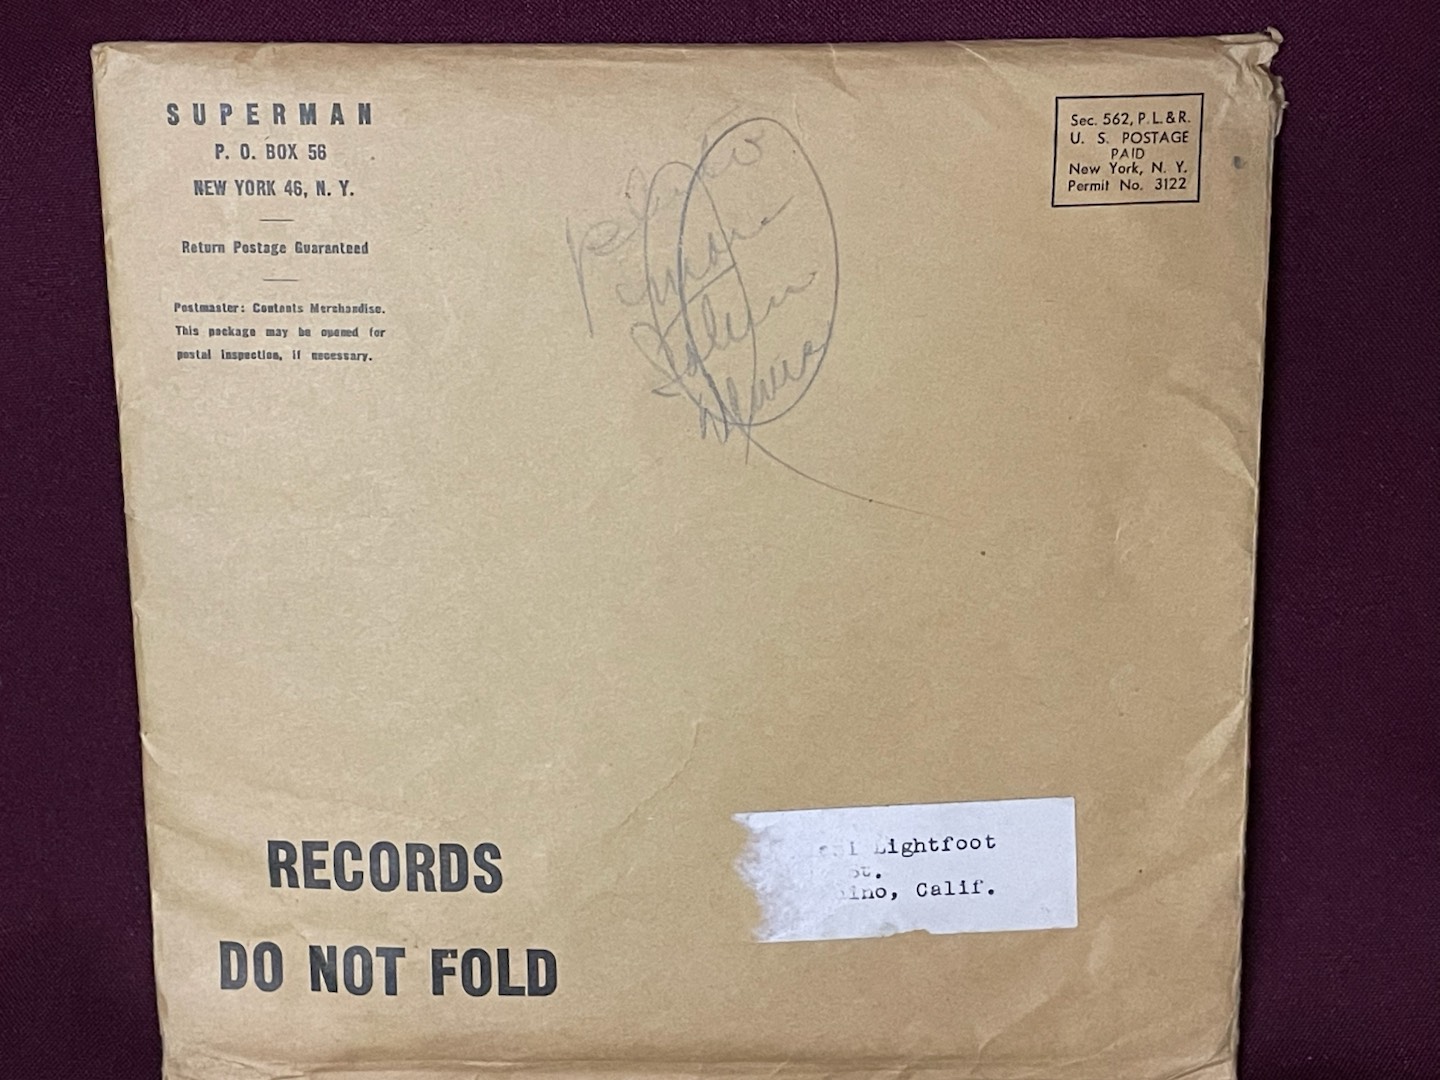 SUPERMAN
P. O. BOX 56
NEW YORK 46, N. Y.
Return Postage Guaranteed
Postmaster: Contents Merchandise.
This package may be opened for
postal inspection, if necessary.
Sec. 562, P. L. & R.
U. S. POSTAGE
PAID
New York, N. Y.
Permit No. 3122
RECORDS
DO NOT FOLD
Lightfoot
St.
Calif.